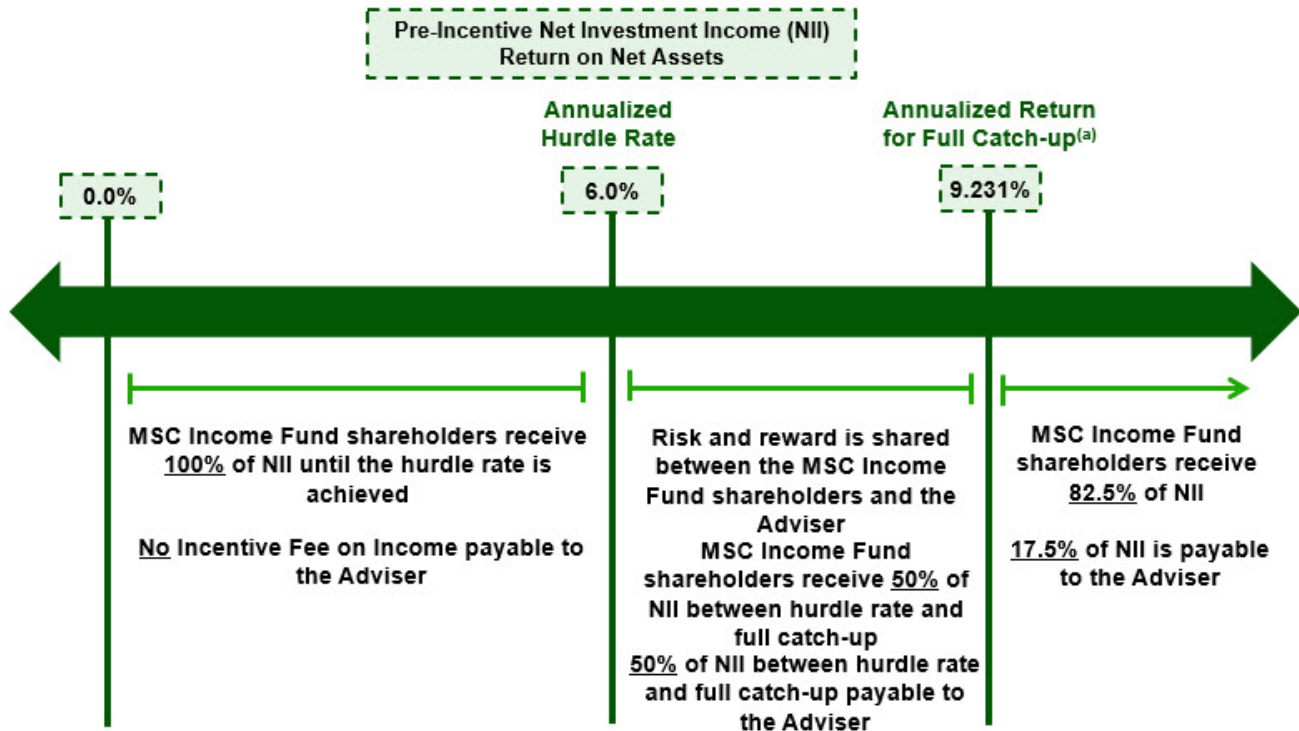 Pre-Incentive Net Investment Income (NII)
Return on Net Assets
Annualized
Hurdle Rate
Annualized Return
for Full Catch-up(a)
0.0%
6.0%
9.231%
MSC Income Fund shareholders receive
100% of NII until the hurdle rate is
achieved
No Incentive Fee on Income payable to
the Adviser
Risk and reward is shared
between the MSC Income
Fund shareholders and the
Adviser
MSC Income Fund
shareholders receive 50% of
NII between hurdle rate and
full catch-up
50% of NII between hurdle rate
and full catch-up payable to
the Adviser
MSC Income Fund
shareholders receive
82.5% of NII
17.5% of NII is payable
to the Adviser